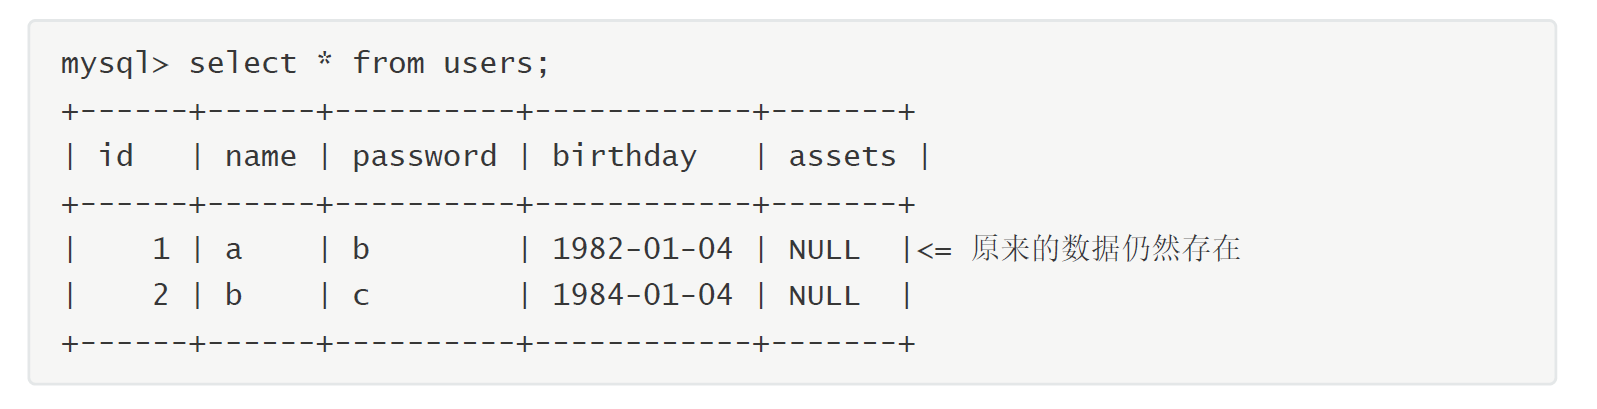 mysql> select * from users;
+------+------+----------+------------+-------+
| id   | name | password | birthday   | assets |
+------+------+----------+------------+-------+
|    1 | a    | b        | 1982-01-04 | NULL  |<= 原来的数据仍然存在
|    2 | b    | c        | 1984-01-04 | NULL  |
+------+------+----------+------------+-------+